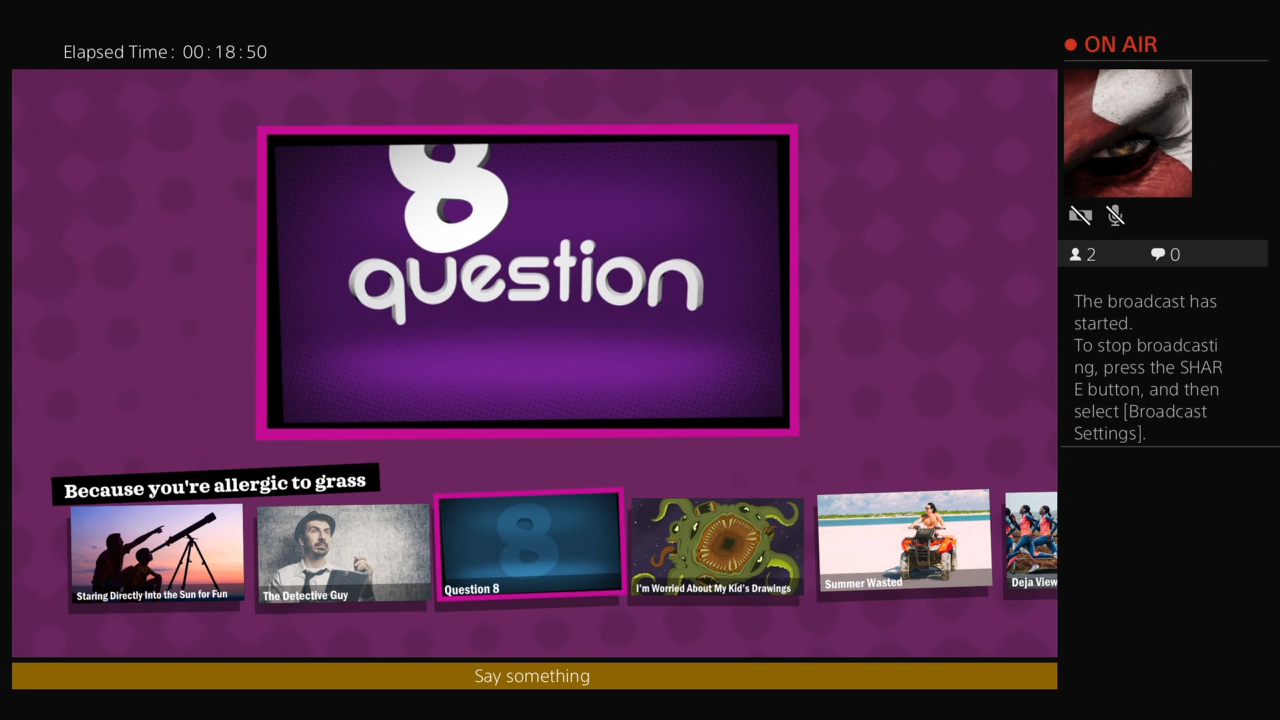 Elapsed Time: 00:18:50
ON AIR
8
question
2
0
The broadcast has
started.
To stop broadcasti
ng, press the SHAR
E button, and then
select [Broadcast
Settings].
Because you're allergic to grass
Staring Directly Into the Sun for Fun
The Detective Guy
8
Question 8
I'm Worried About My Kid's Drawings
Summer Wasted
Deja View
Say something